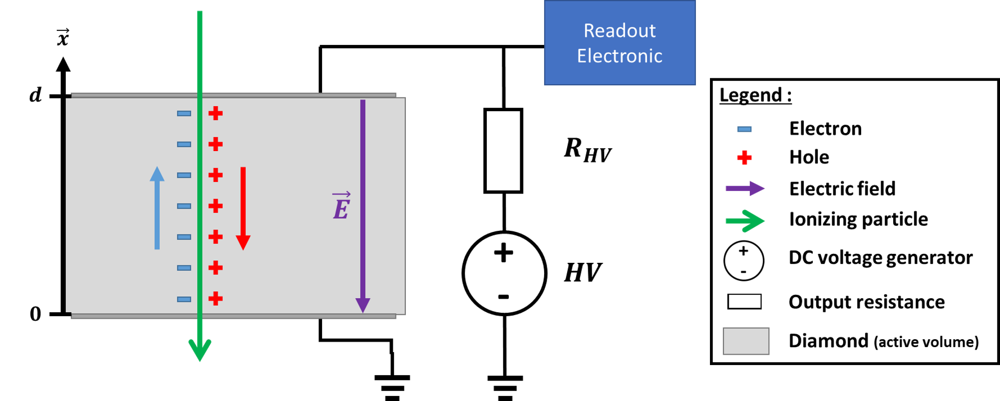 x
d
0
E
Readout
Electronic
R_HV
+
-
HV
Legend :
Electron
Hole
Electric field
Ionizing particle
+
-
DC voltage generator
Output resistance
Diamond (active volume)